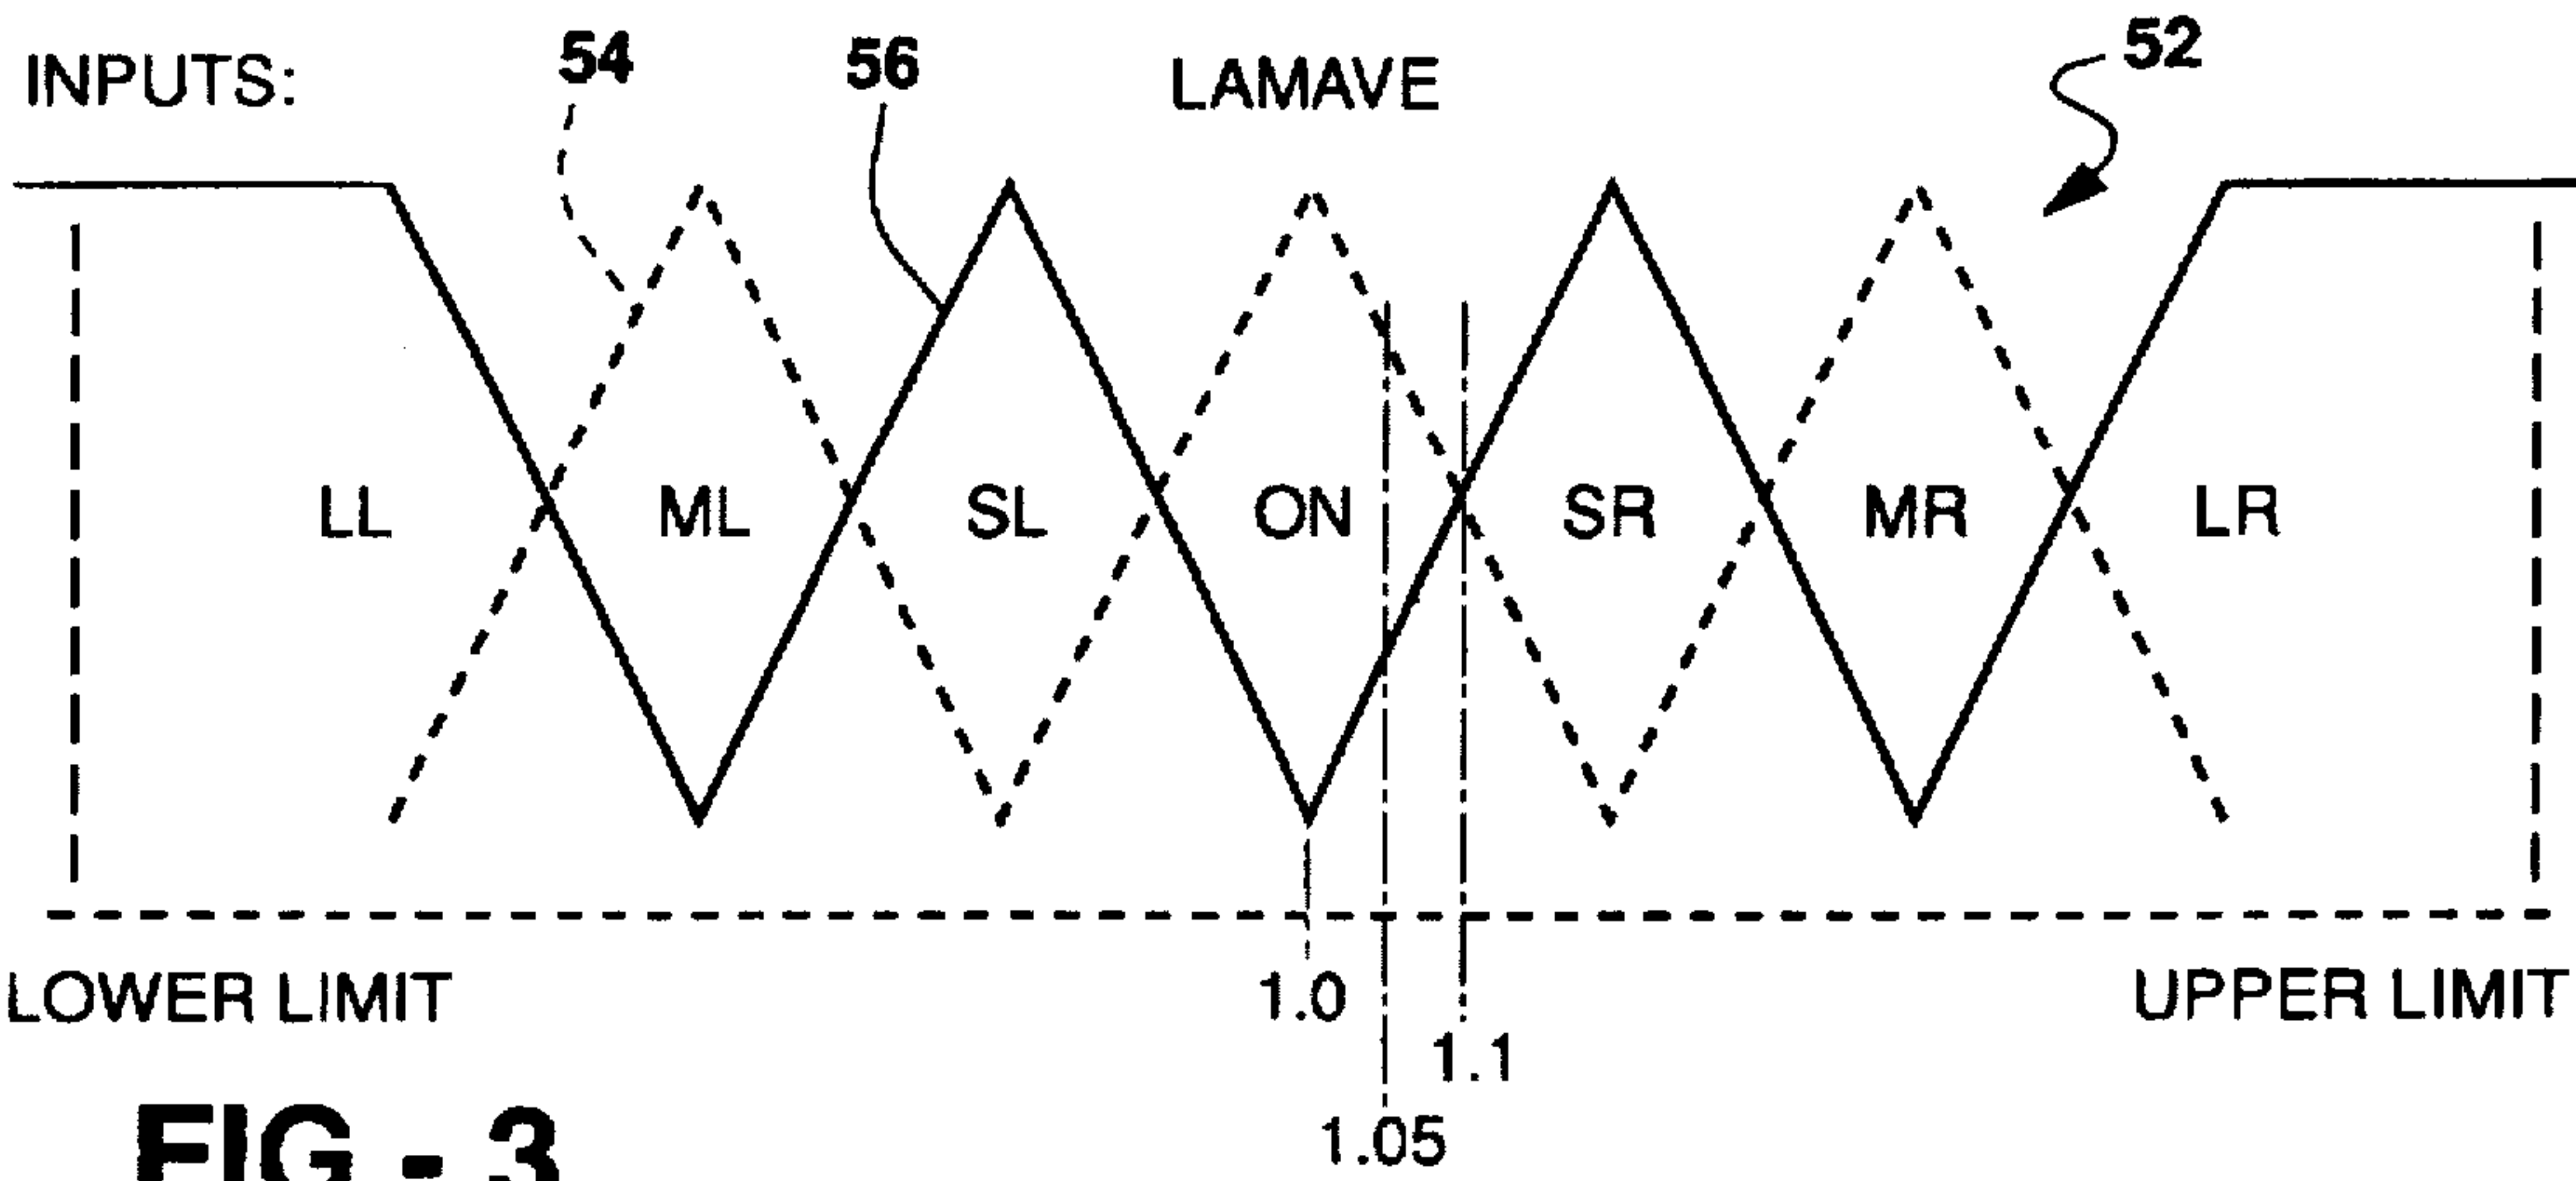 INPUTS:
54
56
LAMAVE
52
LL
ML
SL
ON
SR
MR
LR
LOWER LIMIT
1.0
UPPER LIMIT
1.1
1.05
FIG - 3